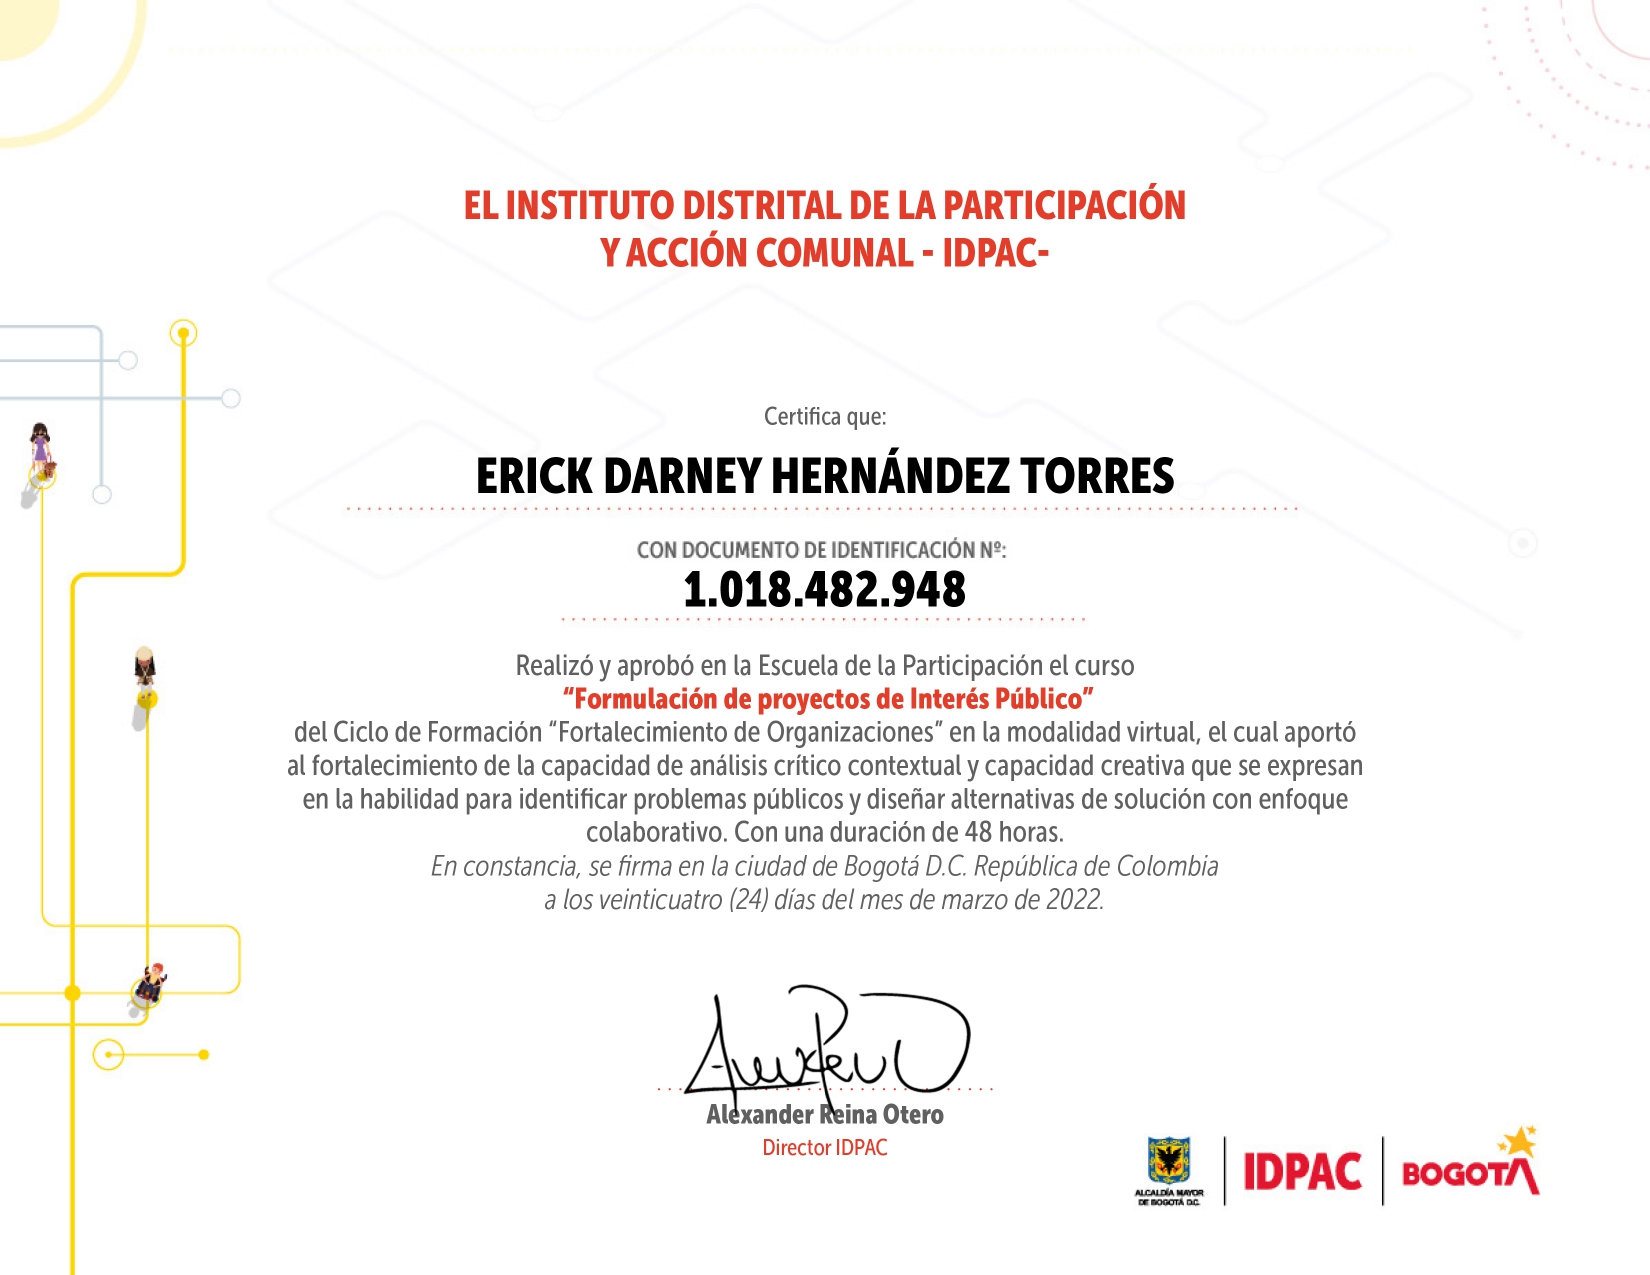 EL INSTITUTO DISTRITAL DE LA PARTICIPACIÓN
Y ACCIÓN COMUNAL - IDPAC-
Certifica que:
ERICK DARNEY HERNÁNDEZ TORRES
CON DOCUMENTO DE IDENTIFICACIÓN Nº:
1.018.482.948
Realizó y aprobó en la Escuela de la Participación el curso
“Formulación de proyectos de Interés Público”
del Ciclo de Formación “Fortalecimiento de Organizaciones” en la modalidad virtual, el cual aportó
al fortalecimiento de la capacidad de análisis crítico contextual y capacidad creativa que se expresan
en la habilidad para identificar problemas públicos y diseñar alternativas de solución con enfoque
colaborativo. Con una duración de 48 horas.
En constancia, se firma en la ciudad de Bogotá D.C. República de Colombia
a los veinticuatro (24) días del mes de marzo de 2022.
Alexander Reina Otero
Director IDPAC
ALCALDÍA MAYOR
DE BOGOTÁ D.C.
IDPAC
BOGOTÁ